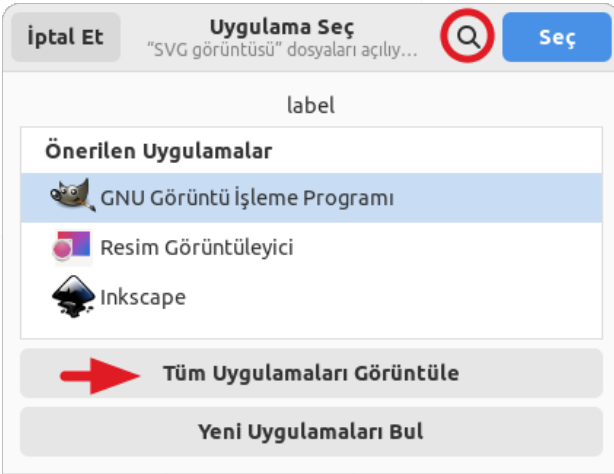 İptal Et
Uygulama Seç
“SVG görüntüsü” dosyaları açılıy...
Seç
label
Önerilen Uygulamalar
GNU Görüntü İşleme Programı
Resim Görüntüleyici
Inkscape
Tüm Uygulamaları Görüntüle
Yeni Uygulamaları Bul